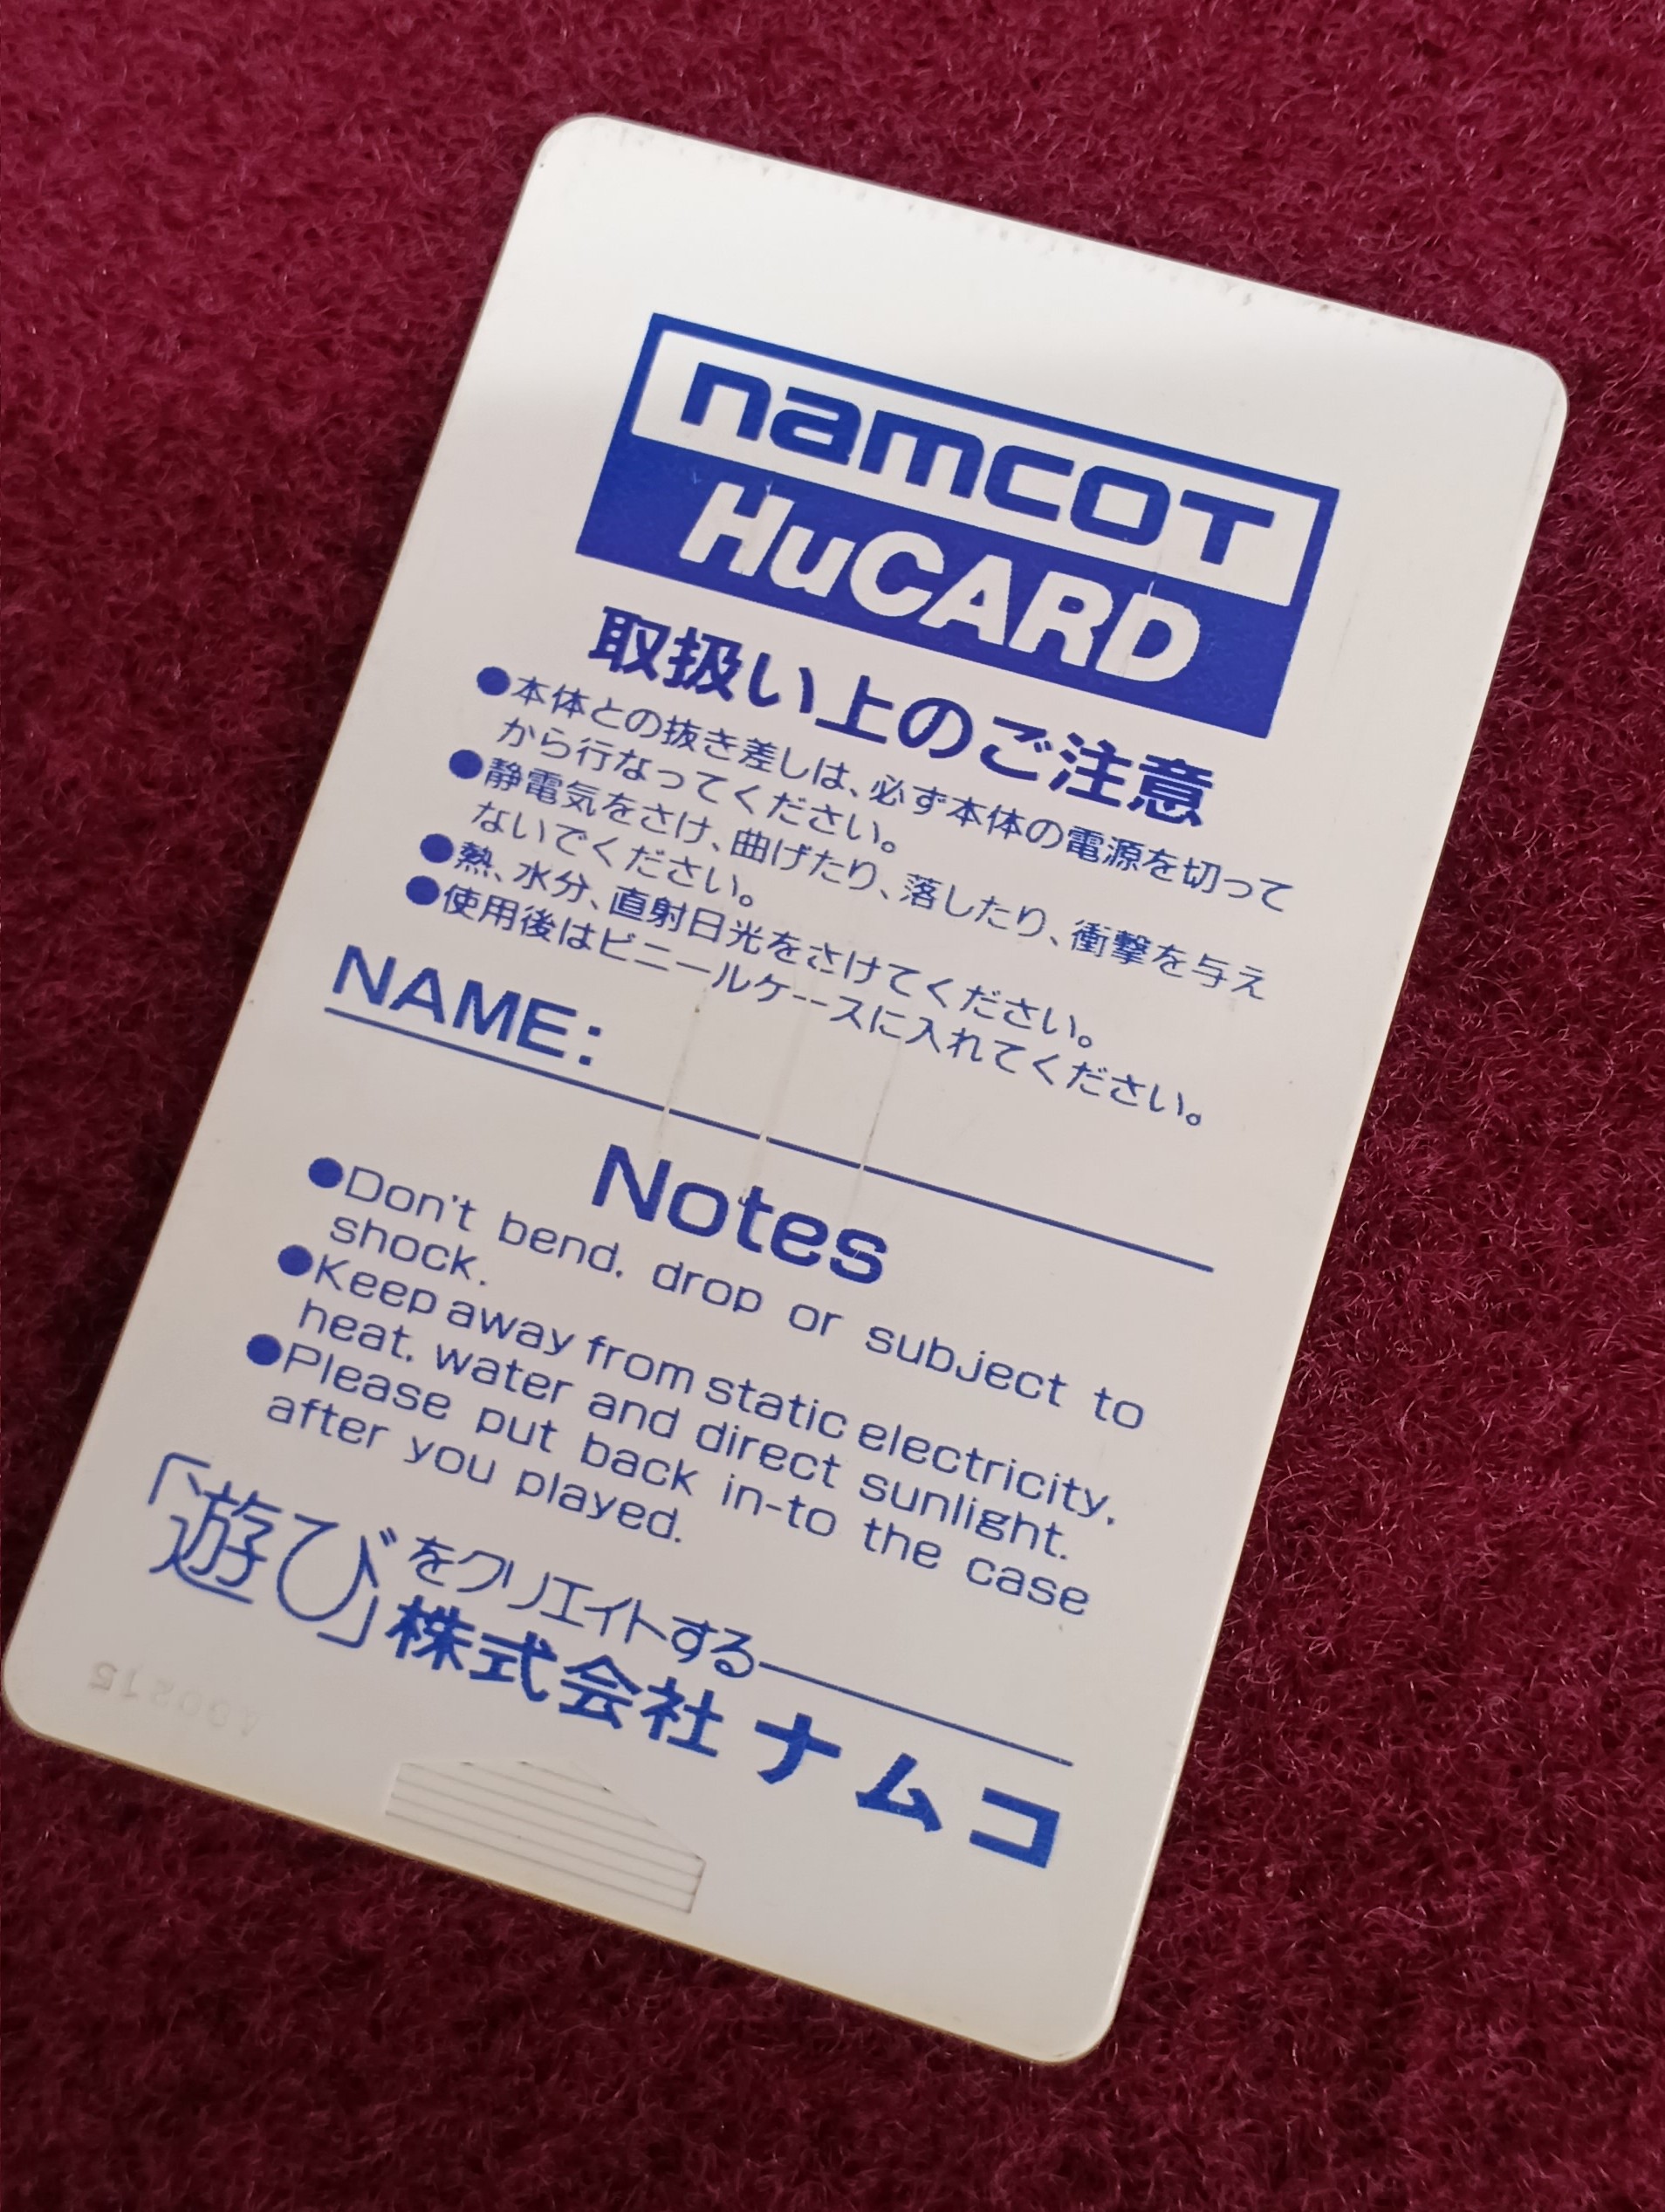 namcoT
HuCARD
取扱い上のご注意
●本体との抜き差しは、必ず本体の電源を切って
から行なってください。
●静電気をさけ、曲げたり、落したり、衝撃を与え
ないでください。
●熱、水分、直射日光をさけてください。
●使用後はビニールケースに入れてください。
NAME:
Notes
●Don't bend, drop or subject to
shock.
●Keep away from static electricity,
heat, water and direct sunlight.
●Please put back in-to the case
after you played.
「遊び」をクリエイトする
株式会社ナムコ